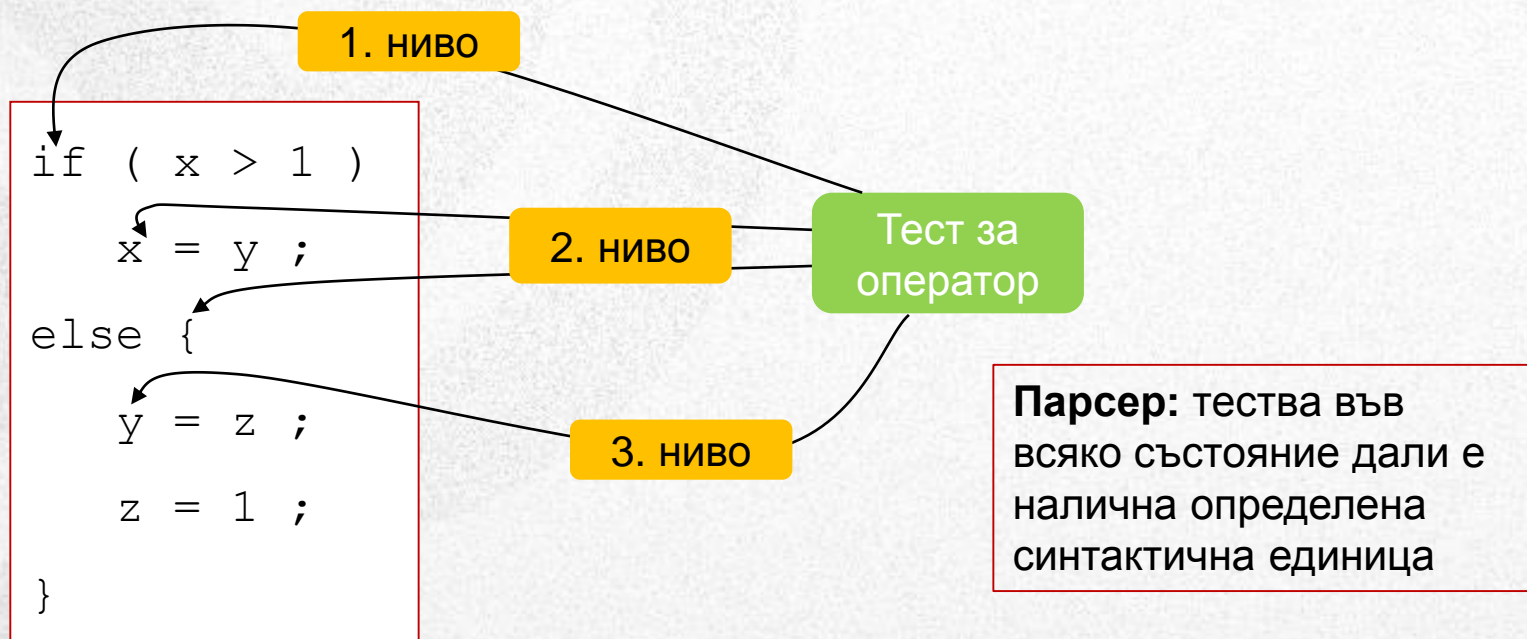 1. ниво
if ( x > 1 )
x = y ;
else {
y = z ;
z = 1 ;
}
2. ниво
3. ниво
Тест за
оператор
Парсер: тества във
всяко състояние дали е
налична определена
синтактична единица